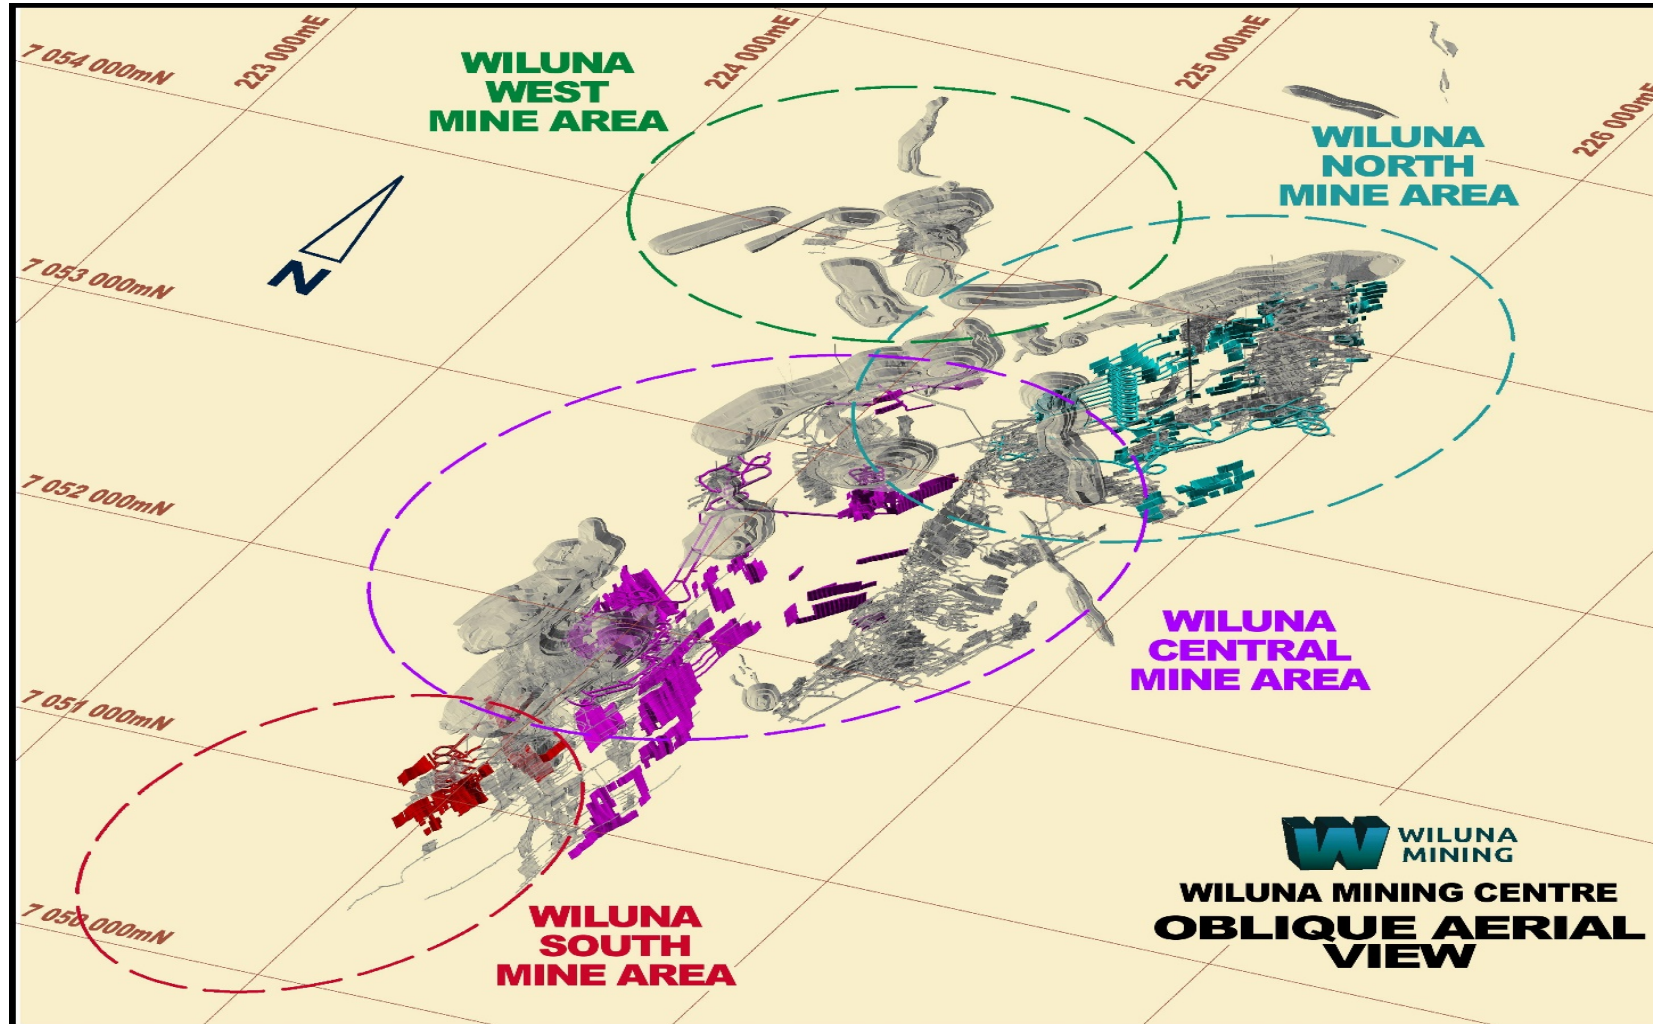 7 054 000mN
223 000mE
224 000mE
225 000mE
226 000mE
WILUNA
WEST
MINE AREA
WILUNA
NORTH
MINE AREA
N
7 053 000mN
7 052 000mN
WILUNA
CENTRAL
MINE AREA
7 051 000mN
7 050 000mN
WILUNA
SOUTH
MINE AREA
W
WILUNA
MINING
WILUNA MINING CENTRE
OBLIQUE AERIAL
VIEW